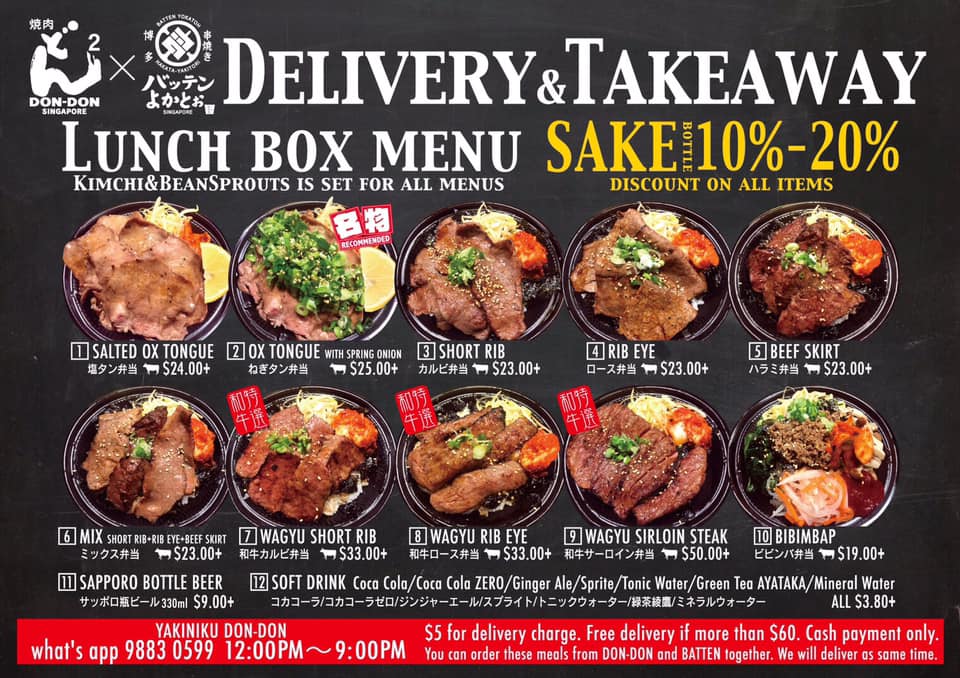 焼肉
どん 2
DON-DON
SINGAPORE
×
BATTEN YOKATOH
博多 串焼き
HAKATA-YAKITORI
バッテン
よかとぉ
SINGAPORE
DELIVERY&TAKEAWAY
LUNCH BOX MENU
KIMCHI&BEANSPROUTS IS SET FOR ALL MENUS
SAKE BOTTLE 10%-20%
DISCOUNT ON ALL ITEMS
名物
RECOMMENDED
1 SALTED OX TONGUE
塩タン弁当 $24.00+
2 OX TONGUE WITH SPRING ONION
ねぎタン弁当 $25.00+
3 SHORT RIB
カルビ弁当 $23.00+
4 RIB EYE
ロース弁当 $23.00+
5 BEEF SKIRT
ハラミ弁当 $23.00+
特選和牛
特選和牛
特選和牛
6 MIX SHORT RIB+RIB EYE+BEEF SKIRT
ミックス弁当 $23.00+
7 WAGYU SHORT RIB
和牛カルビ弁当 $33.00+
8 WAGYU RIB EYE
和牛ロース弁当 $33.00+
9 WAGYU SIRLOIN STEAK
和牛サーロイン弁当 $50.00+
10 BIBIMBAP
ビビンバ弁当 $19.00+
11 SAPPORO BOTTLE BEER
サッポロ瓶ビール 330ml $9.00+
12 SOFT DRINK Coca Cola/Coca Cola ZERO/Ginger Ale/Sprite/Tonic Water/Green Tea AYATAKA/Mineral Water
コカコーラ/コカコーラゼロ/ジンジャーエール/スプライト/トニックウォーター/緑茶綾鷹/ミネラルウォーター ALL $3.80+
YAKINIKU DON-DON
what's app 9883 0599 12:00PM～9:00PM
$5 for delivery charge. Free delivery if more than $60. Cash payment only.
You can order these meals from DON-DON and BATTEN together. We will deliver as same time.